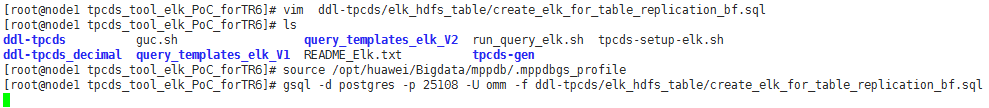 [root@node1 tpcds_tool_elk_PoC_forTR6]# vim  ddl-tpcds/elk_hdfs_table/create_elk_for_table_replication_bf.sql
[root@node1 tpcds_tool_elk_PoC_forTR6]# ls
ddl-tpcds          guc.sh                  query_templates_elk_V2  run_query_elk.sh  tpcds-setup-elk.sh
ddl-tpcds_decimal  query_templates_elk_V1  README_Elk.txt          tpcds-gen
[root@node1 tpcds_tool_elk_PoC_forTR6]# source /opt/huawei/Bigdata/mppdb/.mppdbgs_profile
[root@node1 tpcds_tool_elk_PoC_forTR6]# gsql -d postgres -p 25108 -U omm -f ddl-tpcds/elk_hdfs_table/create_elk_for_table_replication_bf.sql